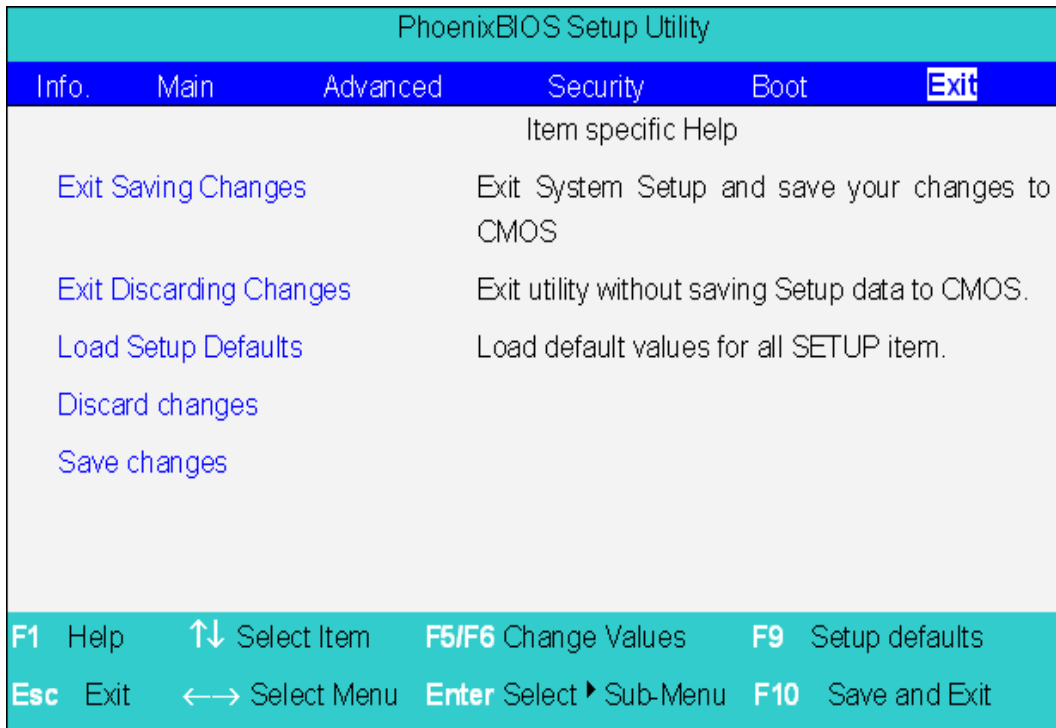 PhoenixBIOS Setup Utility
Info. Main Advanced Security Boot Exit
Item specific Help
Exit Saving Changes Exit System Setup and save your changes to
CMOS
Exit Discarding Changes Exit utility without saving Setup data to CMOS.
Load Setup Defaults Load default values for all SETUP item.
Discard changes
Save changes
F1 Help ↑↓ Select Item F5/F6 Change Values F9 Setup defaults
Esc Exit ←→ Select Menu Enter Select ▸ Sub-Menu F10 Save and Exit